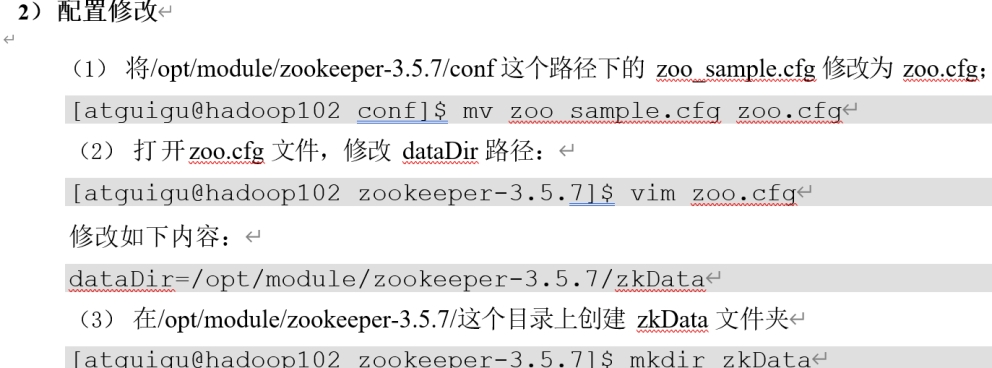 2）配置修改
（1） 将/opt/module/zookeeper-3.5.7/conf 这个路径下的 zoo_sample.cfg 修改为 zoo.cfg；
[atguigu@hadoop102 conf]$ mv zoo_sample.cfg zoo.cfg
（2） 打开 zoo.cfg 文件，修改 dataDir 路径：
[atguigu@hadoop102 zookeeper-3.5.7]$ vim zoo.cfg
修改如下内容：
dataDir=/opt/module/zookeeper-3.5.7/zkData
（3） 在/opt/module/zookeeper-3.5.7/这个目录上创建 zkData 文件夹
[atguigu@hadoop102 zookeeper-3.5.7]$ mkdir zkData